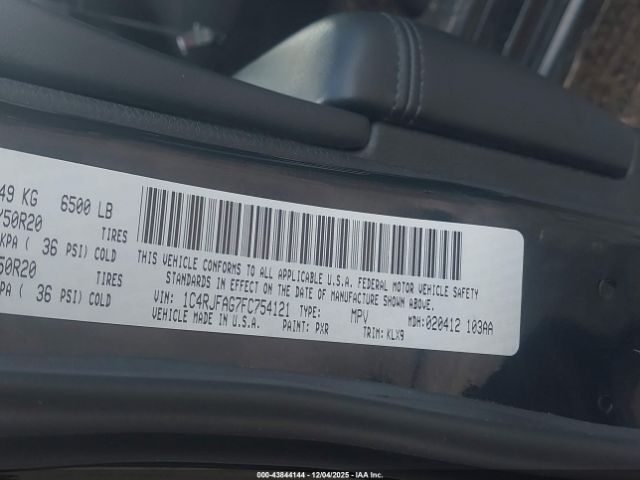 49 KG 6500 LB
50R20 TIRES
KPA ( 36 PSI) COLD
50R20 TIRES
PA ( 36 PSI) COLD
THIS VEHICLE CONFORMS TO ALL APPLICABLE U.S.A. FEDERAL MOTOR VEHICLE SAFETY
STANDARDS IN EFFECT ON THE DATE OF MANUFACTURE SHOWN ABOVE.
VIN: 1C4RJFAG7FC754121 TYPE: MPV MDH:020412 103AA
VEHICLE MADE IN U.S.A. PAINT: PXR TRIM: KLX9
00-43844144 - 12/04/2025 - IAA Inc.